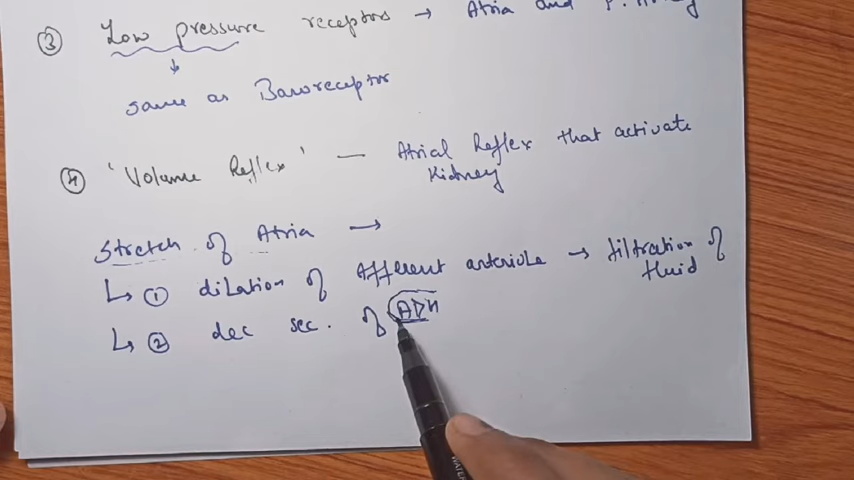 ③ Low pressure receptors → Atria and P.
↓
same as Baroreceptor
④ 'Volume Reflex' — Atrial Reflex that activate
Kidney
Stretch of Atria →
↳ ① dilation of Afferent arteriole → filtration of
fluid
↳ ② dec sec. of ADH
WATER